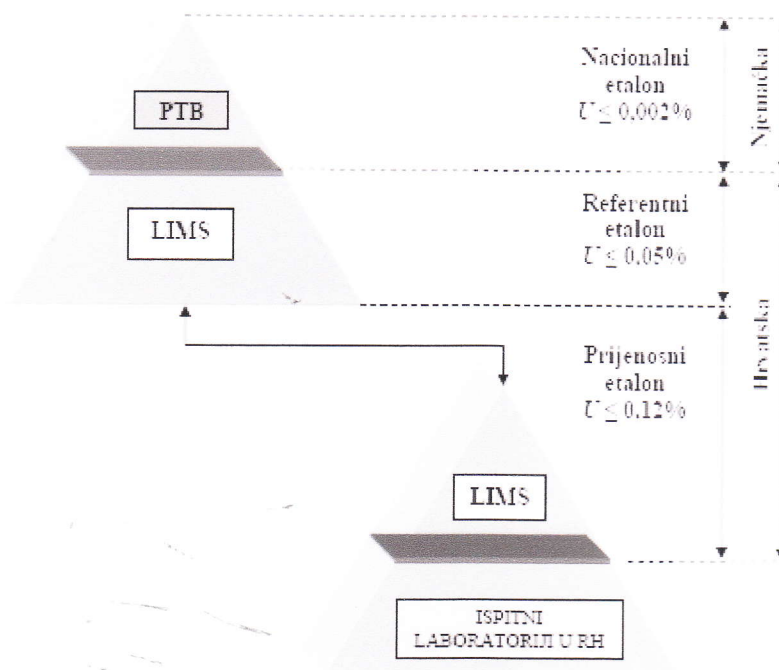 Nacionalni
etalon
U ≤ 0.002%
Njemačka
PTB
Referentni
etalon
U ≤ 0.05%
LIMS
Hrvatska
Prijenosni
etalon
U ≤ 0.12%
LIMS
ISPITNI
LABORATORIJI U RH